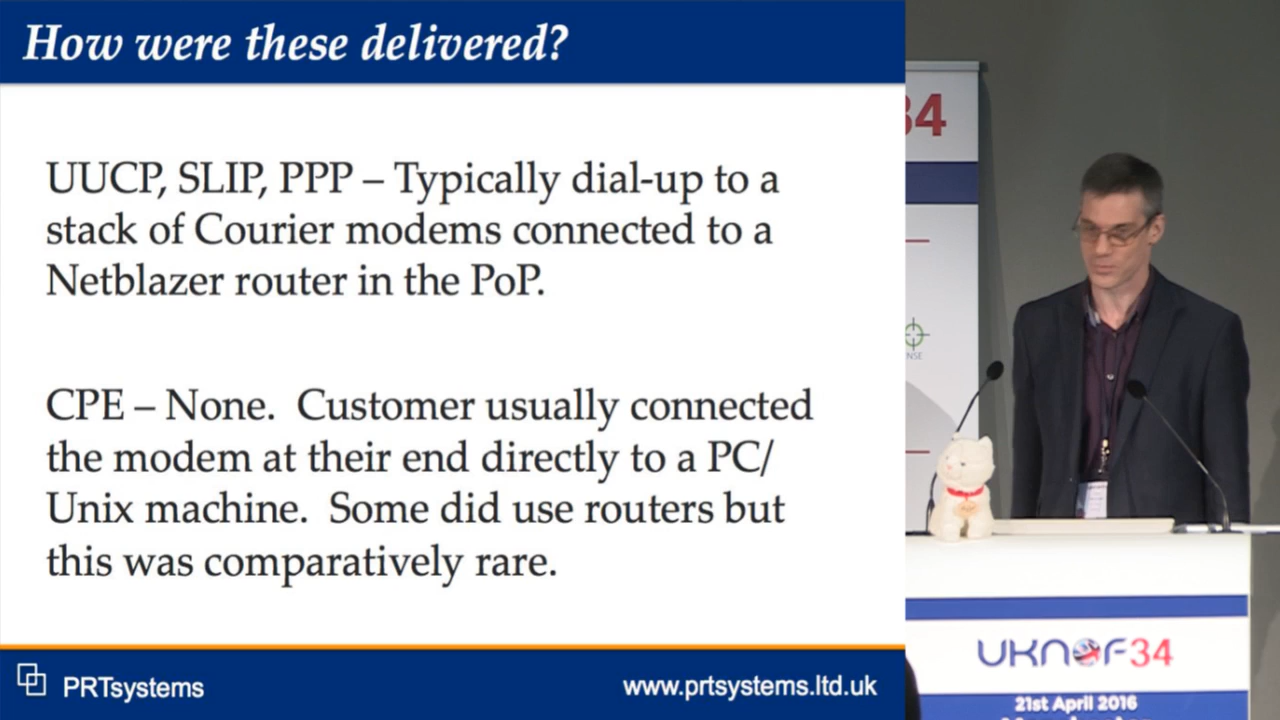 How were these delivered?
UUCP, SLIP, PPP – Typically dial-up to a
stack of Courier modems connected to a
Netblazer router in the PoP.
CPE – None.  Customer usually connected
the modem at their end directly to a PC/
Unix machine.  Some did use routers but
this was comparatively rare.
PRTsystems
www.prtsystems.ltd.uk
34
NSE
UKNOF34
21st April 2016